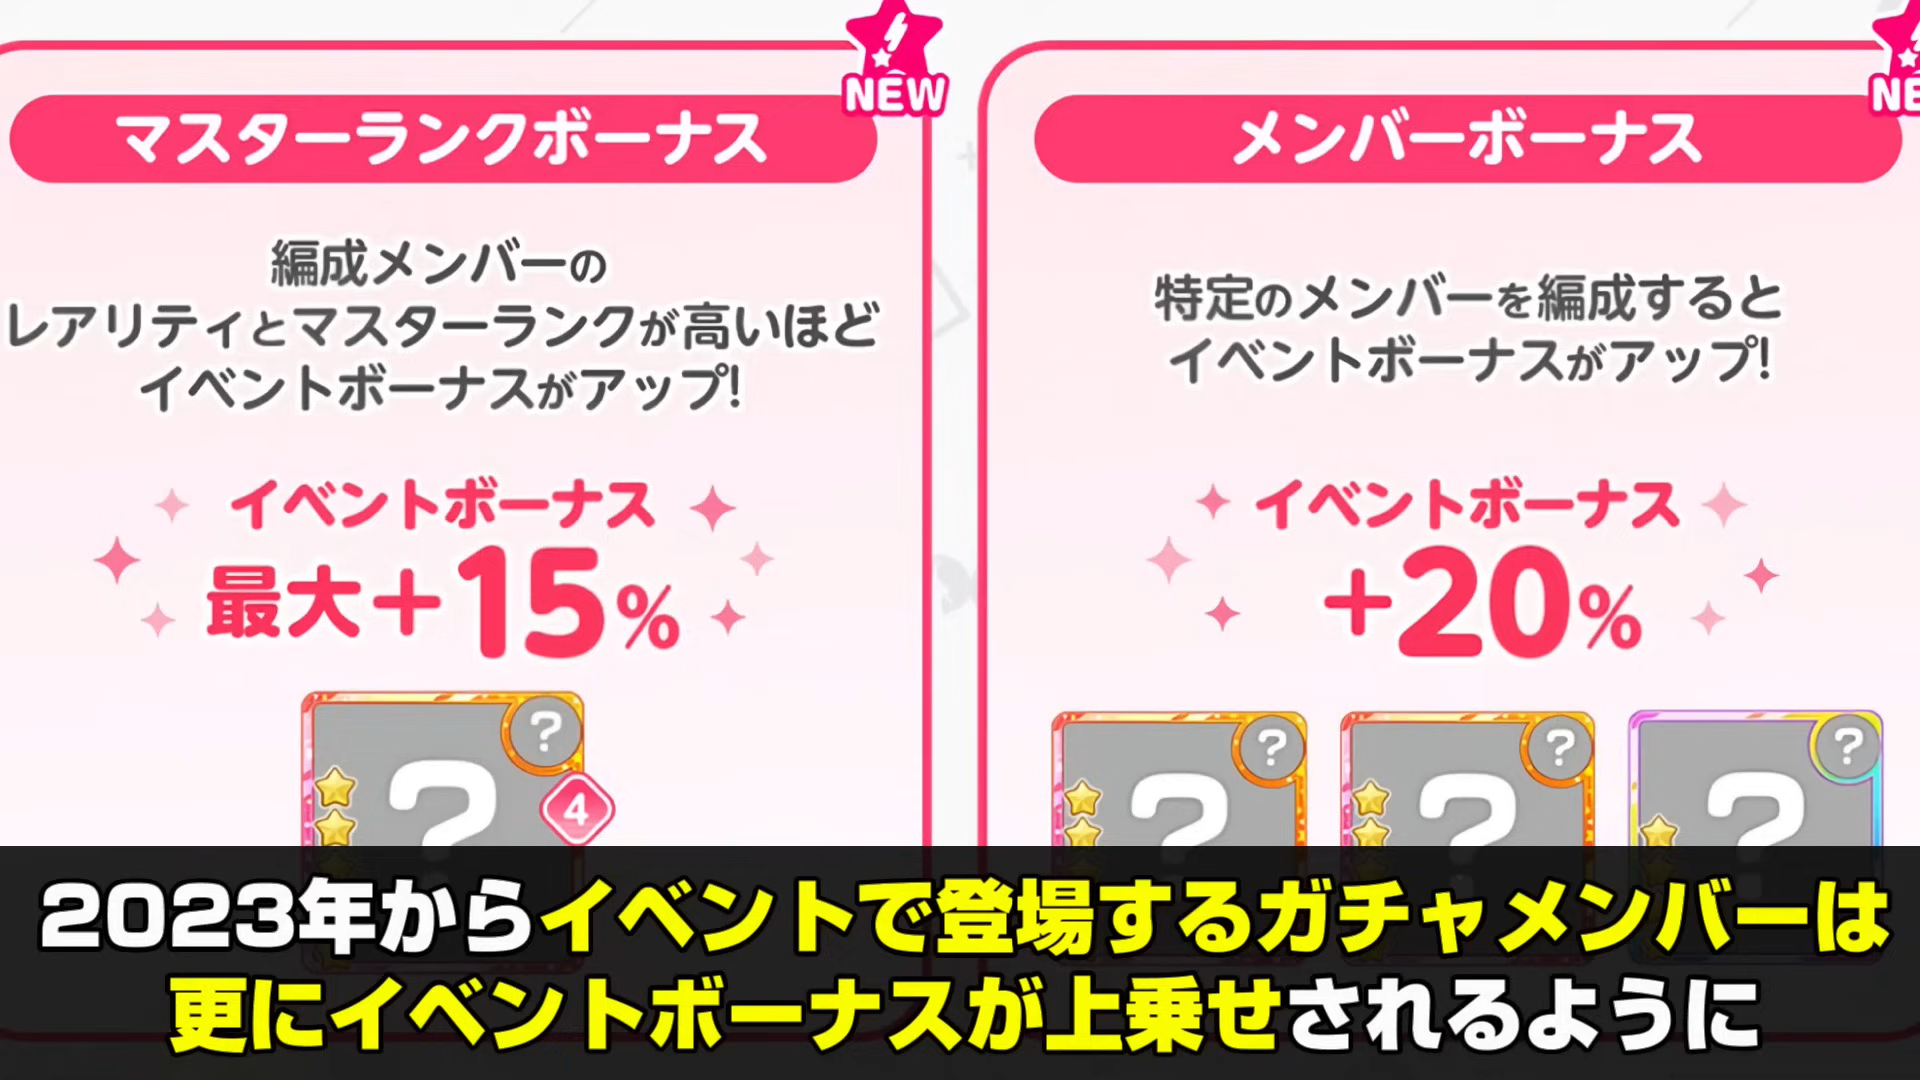 NEW
マスターランクボーナス
編成メンバーの
レアリティとマスターランクが高いほど
イベントボーナスがアップ!
イベントボーナス
最大+15%
?
?
4
NE
メンバーボーナス
特定のメンバーを編成すると
イベントボーナスがアップ!
イベントボーナス
+20%
? ? ?
? ? ?
2023年からイベントで登場するガチャメンバーは
更にイベントボーナスが上乗せされるように